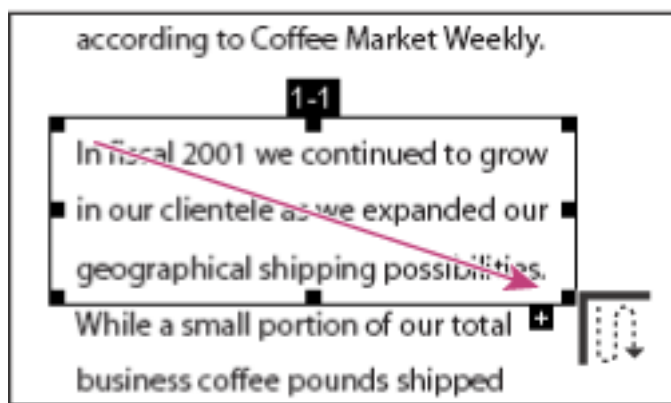 according to Coffee Market Weekly.
1-1
In fiscal 2001 we continued to grow
in our clientele as we expanded our
geographical shipping possibilities.
While a small portion of our total
business coffee pounds shipped